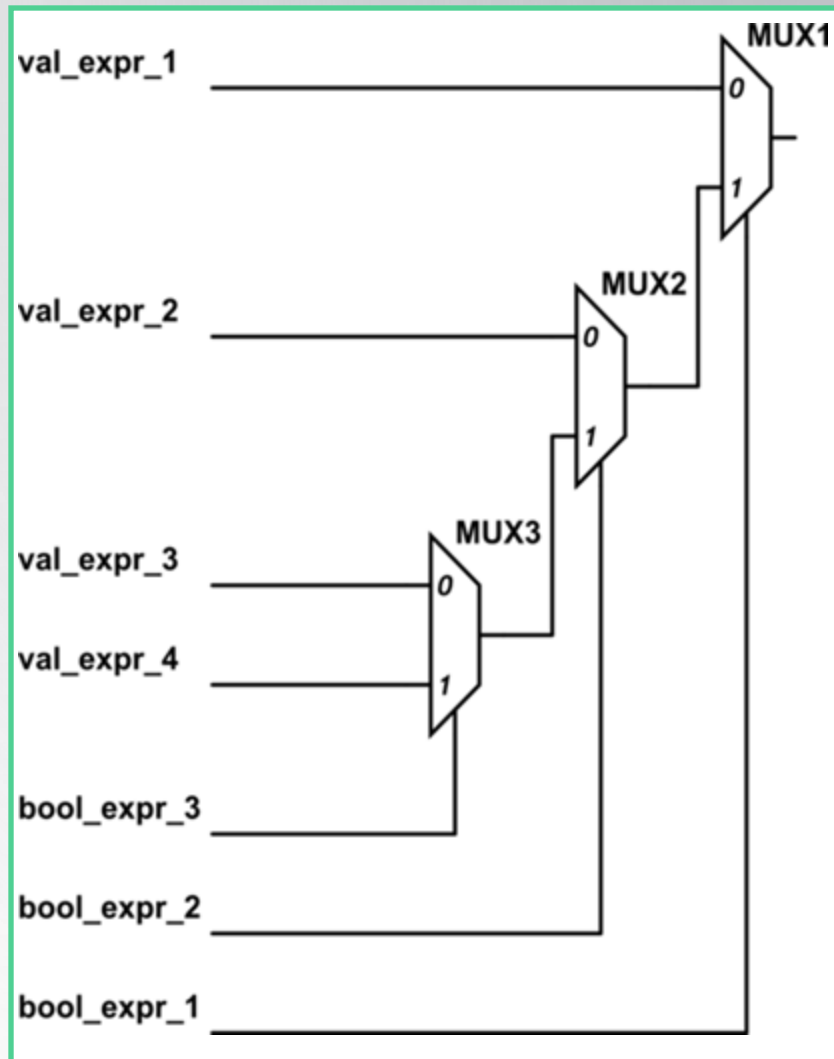 MUX1
val_expr_1
0
1
MUX2
val_expr_2
0
1
MUX3
val_expr_3
0
val_expr_4
1
bool_expr_3
bool_expr_2
bool_expr_1